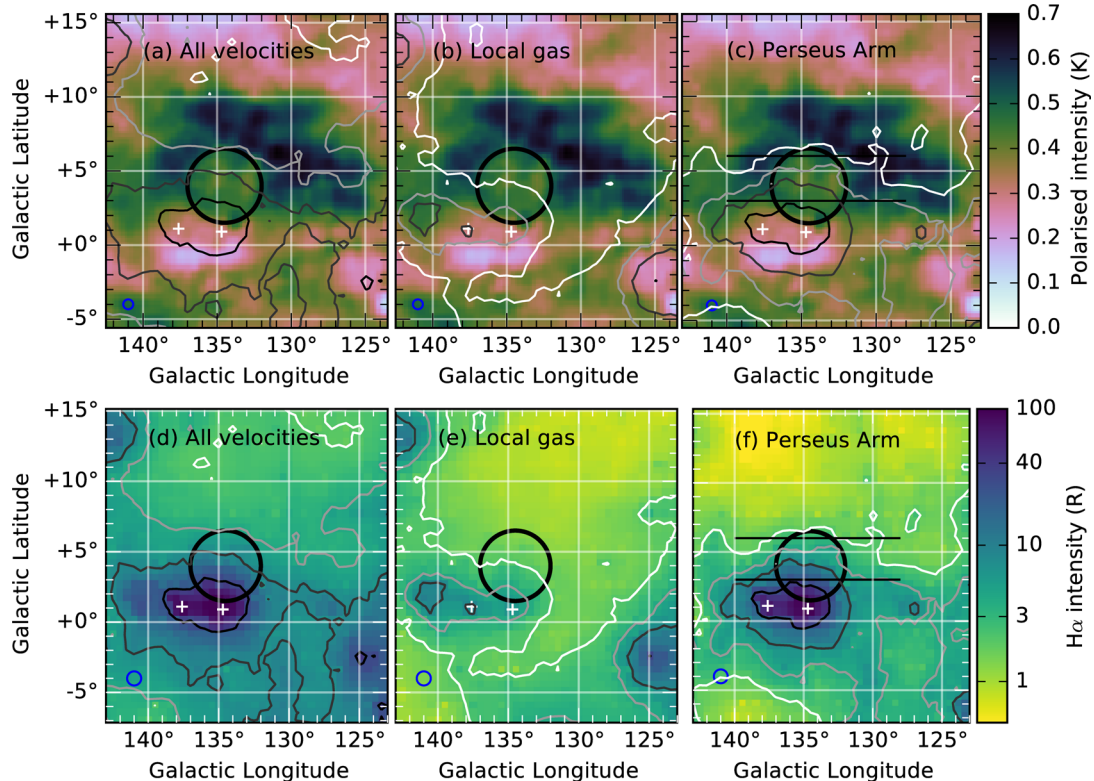 (a) All velocities
(b) Local gas
(c) Perseus Arm
+15°
+10°
+5°
+0°
-5°
Galactic Latitude
140 135 130 125
140 135 130 125
140 135 130 125
Galactic Longitude
Galactic Longitude
Galactic Longitude
0.7
0.6
0.5
0.4
0.3
0.2
0.1
0.0
Polarised intensity (K)
(d) All velocities
(e) Local gas
(f) Perseus Arm
+15°
+10°
+5°
+0°
-5°
Galactic Latitude
140 135 130 125
140 135 130 125
140 135 130 125
Galactic Longitude
Galactic Longitude
Galactic Longitude
100
40
10
3
1
Hα intensity (R)